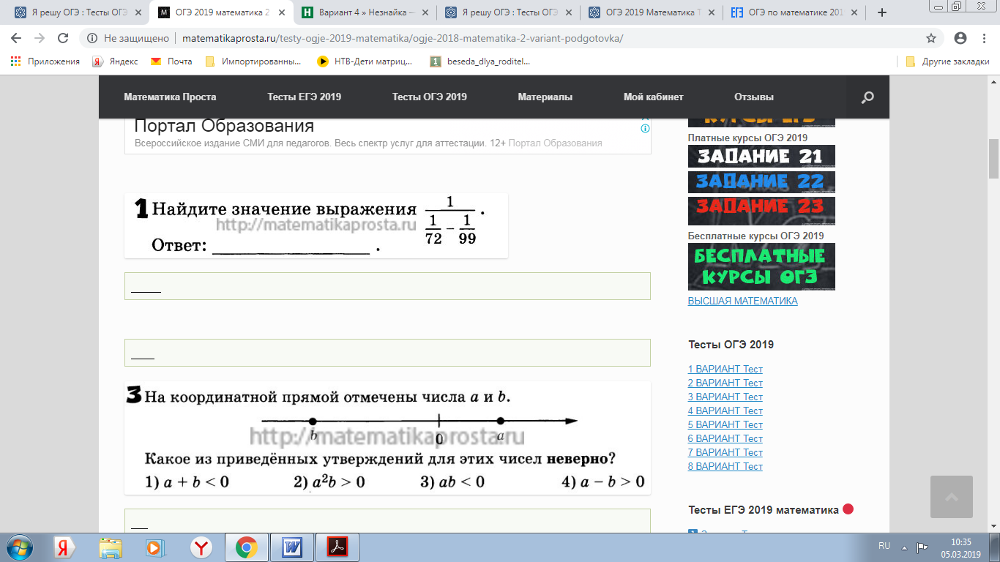 Я решу ОГЭ : Тесты ОГЭ
ОГЭ 2019 математика 2
Вариант 4 » Незнайка —
Я решу ОГЭ : Тесты ОГЭ
ОГЭ 2019 Математика Т
ОГЭ по математике 201
Не защищено | matematikaprosta.ru/testy-ogje-2019-matematika/ogje-2018-matematika-2-variant-podgotovka/
Приложения Яндекс Почта Импортированны... НТВ-Дети матриц... beseda_dlya_roditel... Другие закладки
Математика Проста Тесты ЕГЭ 2019 Тесты ОГЭ 2019 Материалы Мой кабинет Отзывы
Портал Образования
Всероссийское издание СМИ для педагогов. Весь спектр услуг для аттестации. 12+ Портал Образования
1 Найдите значение выражения 1/(1/72 − 1/99).
http://matematikaprosta.ru
Ответ: ____________ .
3 На координатной прямой отмечены числа a и b.
b 0 a
http://matematikaprosta.ru
Какое из приведённых утверждений для этих чисел неверно?
1) a + b < 0 2) a²b > 0 3) ab < 0 4) a − b > 0
КУРСЫ ЕГЭ
Платные курсы ОГЭ 2019
ЗАДАНИЕ 21
ЗАДАНИЕ 22
ЗАДАНИЕ 23
Бесплатные курсы ОГЭ 2019
БЕСПЛАТНЫЕ
КУРСЫ ОГЭ
ВЫСШАЯ МАТЕМАТИКА
Тесты ОГЭ 2019
1 ВАРИАНТ Тест
2 ВАРИАНТ Тест
3 ВАРИАНТ Тест
4 ВАРИАНТ Тест
5 ВАРИАНТ Тест
6 ВАРИАНТ Тест
7 ВАРИАНТ Тест
8 ВАРИАНТ Тест
Тесты ЕГЭ 2019 математика
RU
10:35
05.03.2019